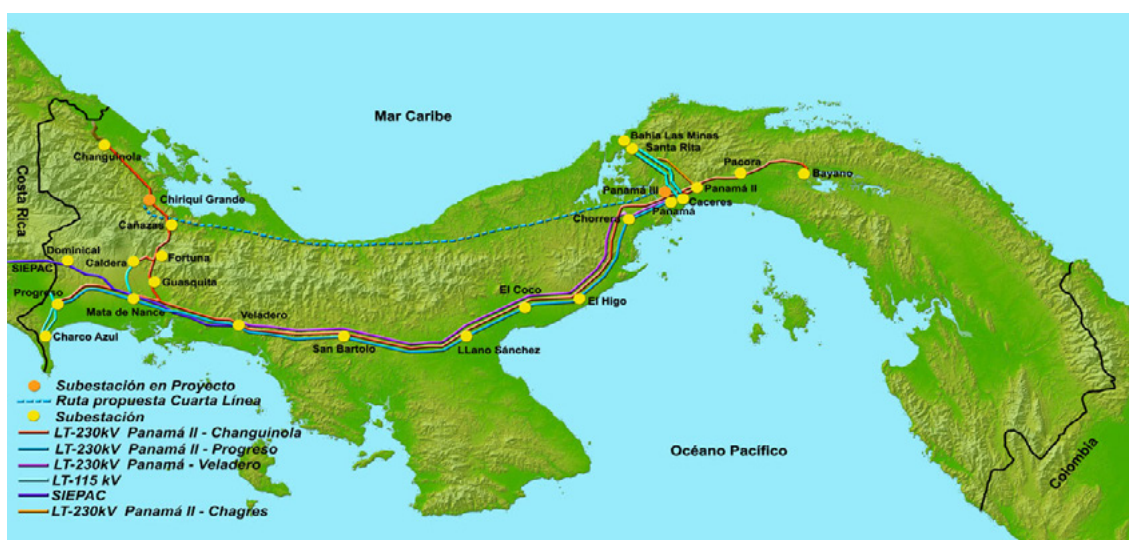 Mar Caribe
Bahia Las Minas
Santa Rita
Changuinola
Pacora
Bayano
Costa Rica
Chiriquí Grande
Panamá III
Panamá II
Caceres
Panamá
Chorrera
Cañazas
Dominical
Caldera
Fortuna
SIEPAC
Guasquita
Progreso
El Coco
El Higo
Mata de Nance
Veladero
Charco Azul
San Bartolo
LLano Sánchez
Subestación en Proyecto
Ruta propuesta Cuarta Línea
Subestación
LT-230kV Panamá II - Changuinola
LT-230kV Panamá II - Progreso
LT-230kV Panamá - Veladero
LT-115 kV
SIEPAC
LT-230kV Panamá II - Chagres
Océano Pacífico
Colombia